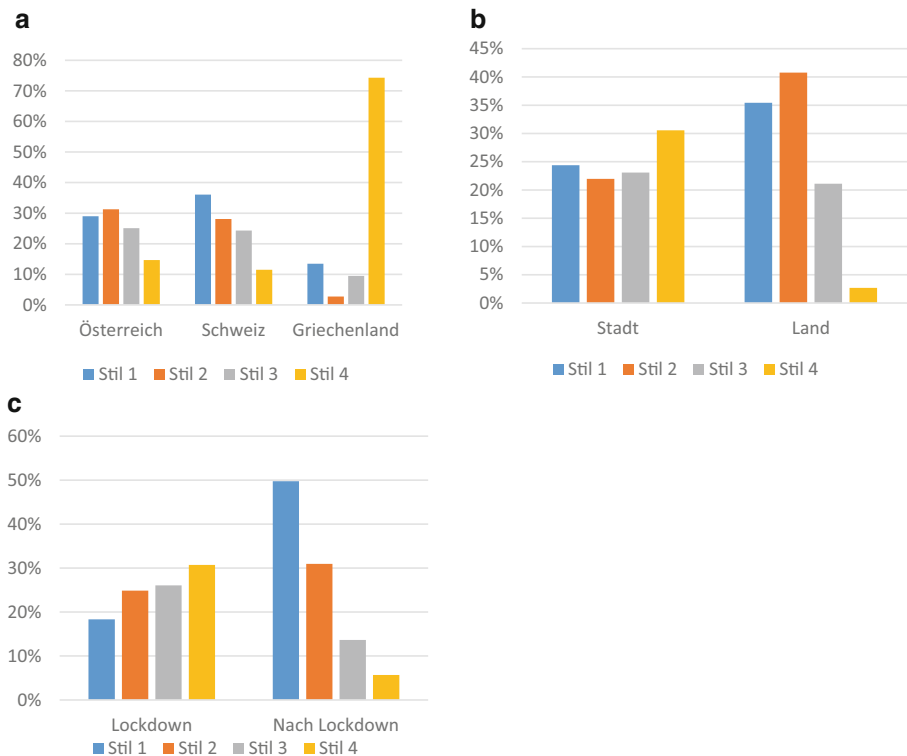 a
80%
70%
60%
50%
40%
30%
20%
10%
0%
Österreich Schweiz Griechenland
Stil 1 Stil 2 Stil 3 Stil 4
b
45%
40%
35%
30%
25%
20%
15%
10%
5%
0%
Stadt Land
Stil 1 Stil 2 Stil 3 Stil 4
c
60%
50%
40%
30%
20%
10%
0%
Lockdown Nach Lockdown
Stil 1 Stil 2 Stil 3 Stil 4